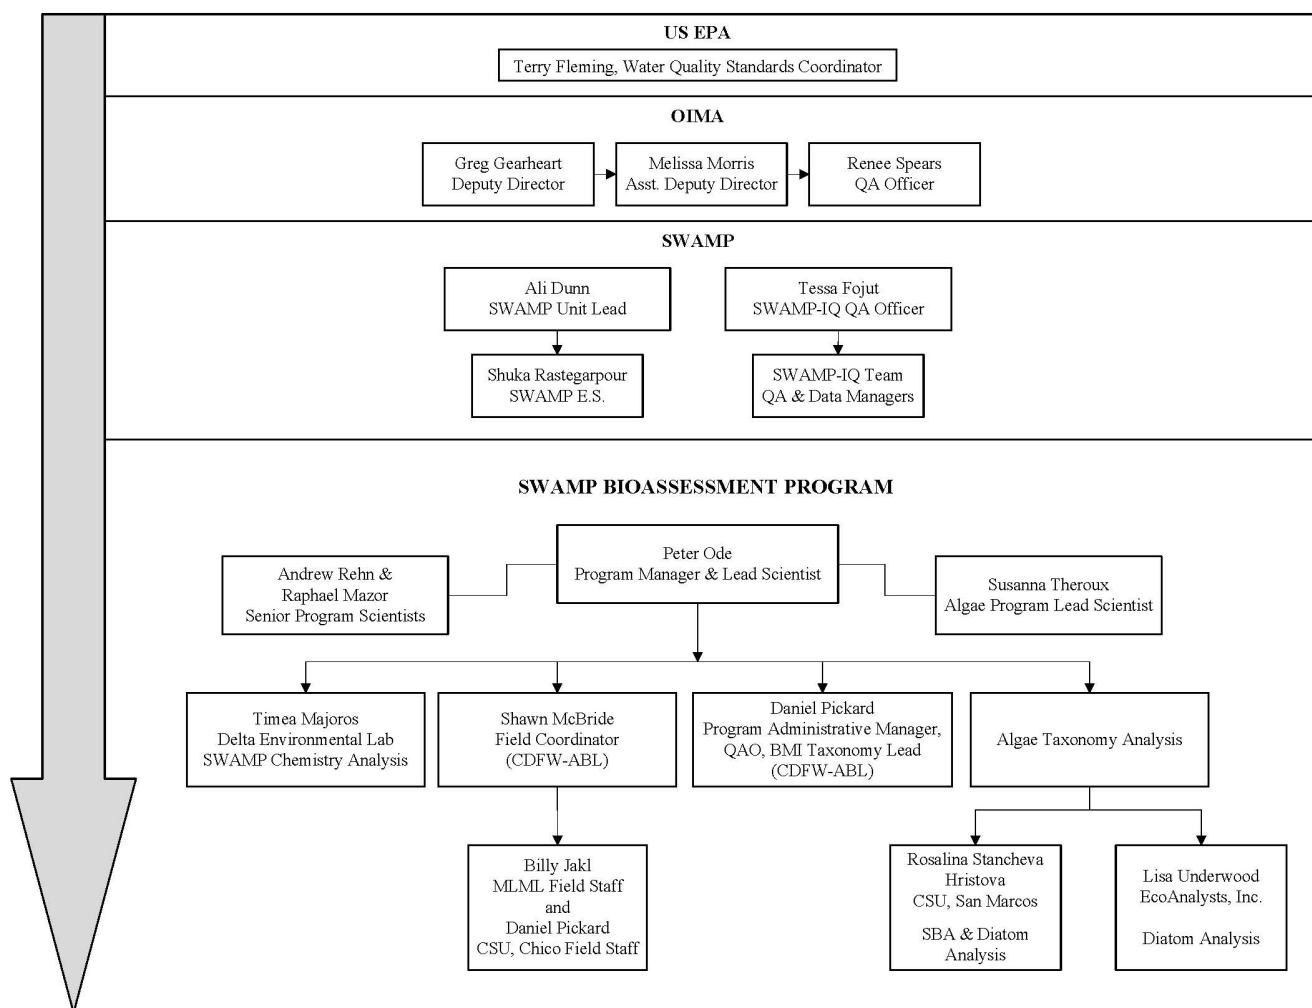 US EPA
Terry Fleming, Water Quality Standards Coordinator
OIMA
Greg Gearheart
Deputy Director
Melissa Morris
Asst. Deputy Director
Renee Spears
QA Officer
SWAMP
Ali Dunn
SWAMP Unit Lead
Tessa Fojut
SWAMP-IQ QA Officer
Shuka Rastegarpour
SWAMP E.S.
SWAMP-IQ Team
QA & Data Managers
SWAMP BIOASSESSMENT PROGRAM
Peter Ode
Program Manager & Lead Scientist
Andrew Rehn &
Raphael Mazor
Senior Program Scientists
Susanna Theroux
Algae Program Lead Scientist
Timea Majoros
Delta Environmental Lab
SWAMP Chemistry Analysis
Shawn McBride
Field Coordinator
(CDFW-ABL)
Daniel Pickard
Program Administrative Manager,
QAO, BMI Taxonomy Lead
(CDFW-ABL)
Algae Taxonomy Analysis
Billy Jakl
MLML Field Staff
and
Daniel Pickard
CSU, Chico Field Staff
Rosalina Stancheva
Hristova
CSU, San Marcos
SBA & Diatom
Analysis
Lisa Underwood
EcoAnalysts, Inc.
Diatom Analysis